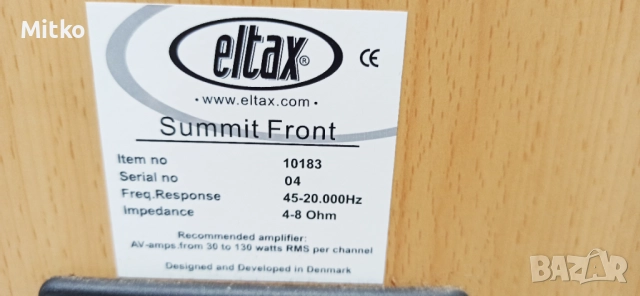 Mitko
eltax®
CE
· www.eltax.com ·
Summit Front
Item no 10183
Serial no 04
Freq.Response 45-20.000Hz
Impedance 4-8 Ohm
Recommended amplifier:
AV-amps.from 30 to 130 watts RMS per channel
Designed and Developed in Denmark
BAZAR